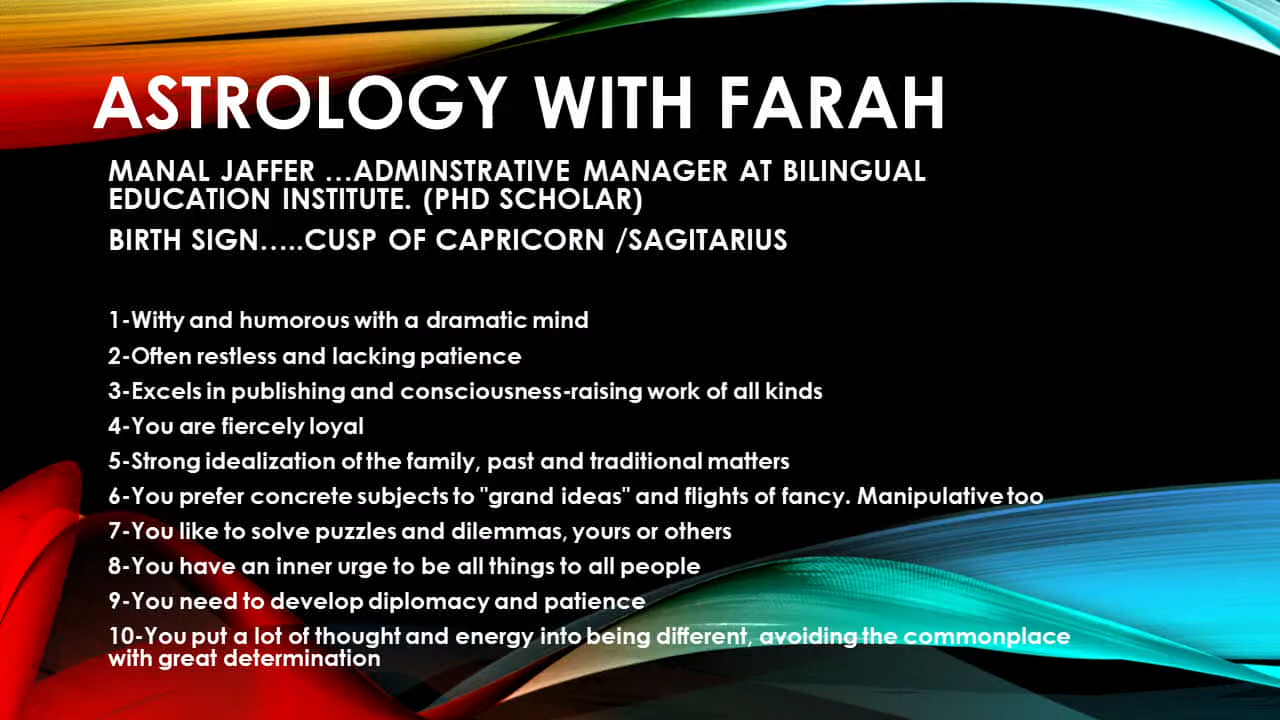 ASTROLOGY WITH FARAH
MANAL JAFFER ...ADMINSTRATIVE MANAGER AT BILINGUAL
EDUCATION INSTITUTE. (PHD SCHOLAR)
BIRTH SIGN.....CUSP OF CAPRICORN /SAGITARIUS
1-Witty and humorous with a dramatic mind
2-Often restless and lacking patience
3-Excels in publishing and consciousness-raising work of all kinds
4-You are fiercely loyal
5-Strong idealization of the family, past and traditional matters
6-You prefer concrete subjects to "grand ideas" and flights of fancy. Manipulative too
7-You like to solve puzzles and dilemmas, yours or others
8-You have an inner urge to be all things to all people
9-You need to develop diplomacy and patience
10-You put a lot of thought and energy into being different, avoiding the commonplace
with great determination